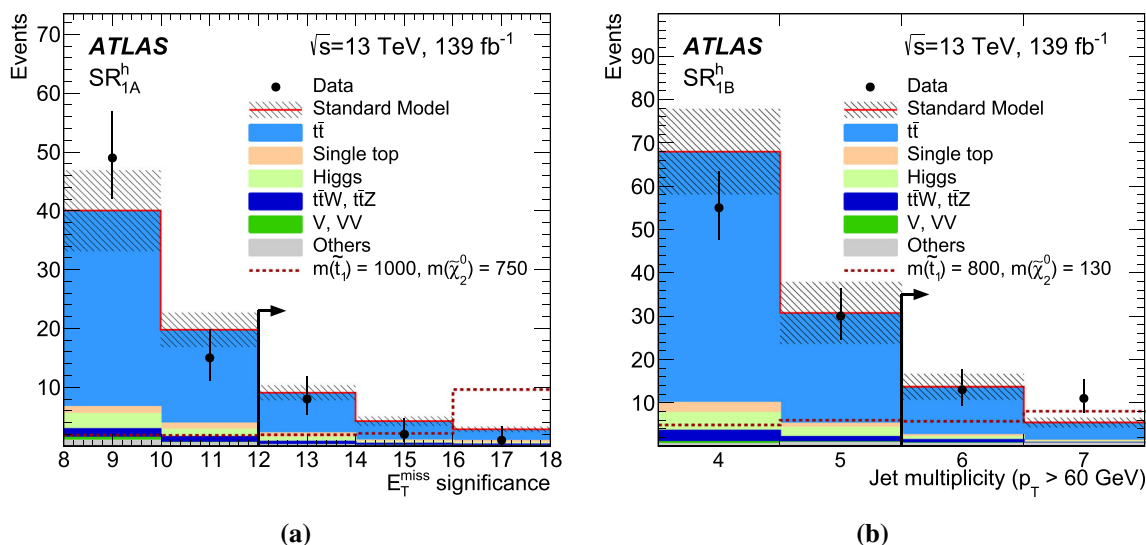 Events
70
60
50
40
30
20
10
ATLAS
√s=13 TeV, 139 fb⁻¹
SR^h_1A
Data
Standard Model
tt̄
Single top
Higgs
tt̄W, tt̄Z
V, VV
Others
m(t̃₁) = 1000, m(χ̃⁰₂) = 750
8 9 10 11 12 13 14 15 16 17 18
E_T^miss significance
(a)
Events
90
80
70
60
50
40
30
20
10
ATLAS
√s=13 TeV, 139 fb⁻¹
SR^h_1B
Data
Standard Model
tt̄
Single top
Higgs
tt̄W, tt̄Z
V, VV
Others
m(t̃₁) = 800, m(χ̃⁰₂) = 130
4 5 6 7
Jet multiplicity (p_T > 60 GeV)
(b)